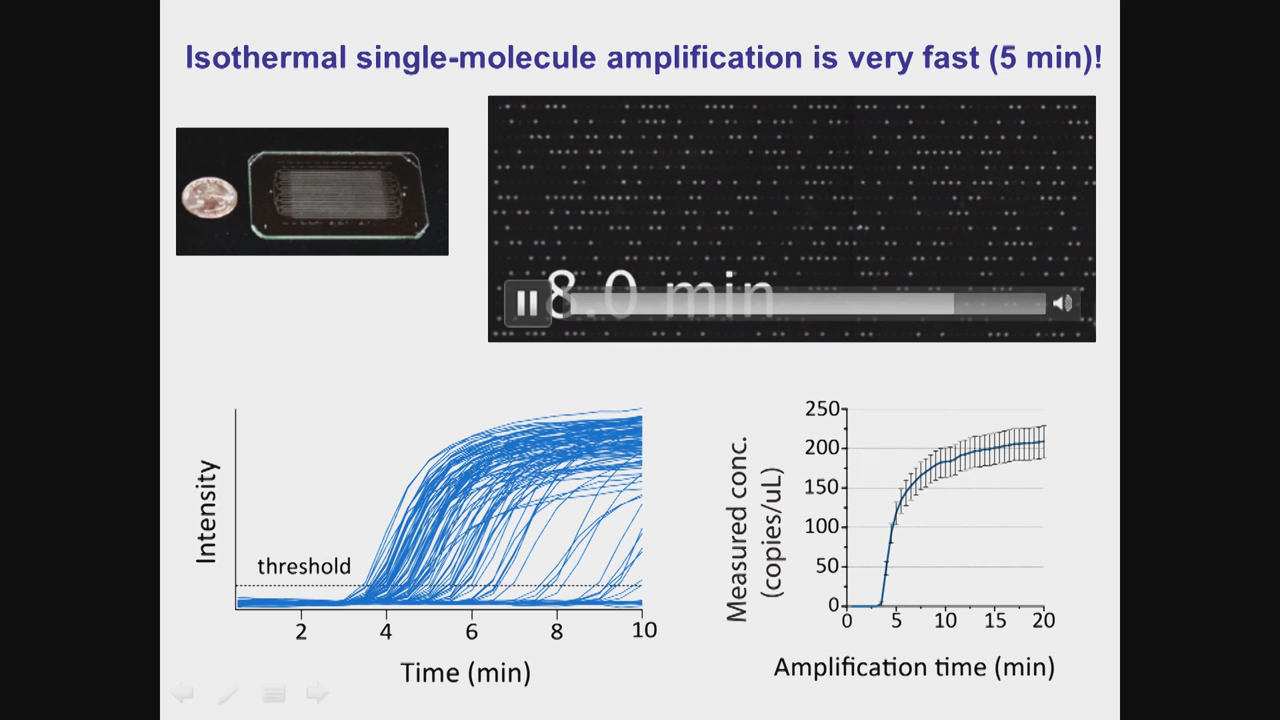 Isothermal single-molecule amplification is very fast (5 min)!
8.0 min
Intensity
threshold
2 4 6 8 10
Time (min)
Measured conc.
(copies/uL)
250
200
150
100
50
0
0 5 10 15 20
Amplification time (min)